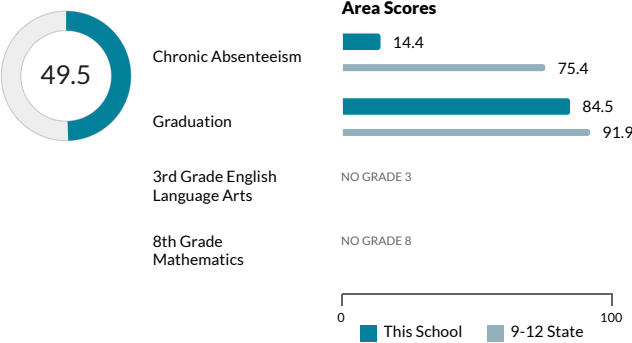 Area Scores
49.5
Chronic Absenteeism
14.4
75.4
Graduation
84.5
91.9
3rd Grade English
Language Arts
NO GRADE 3
8th Grade
Mathematics
NO GRADE 8
0
100
This School
9-12 State